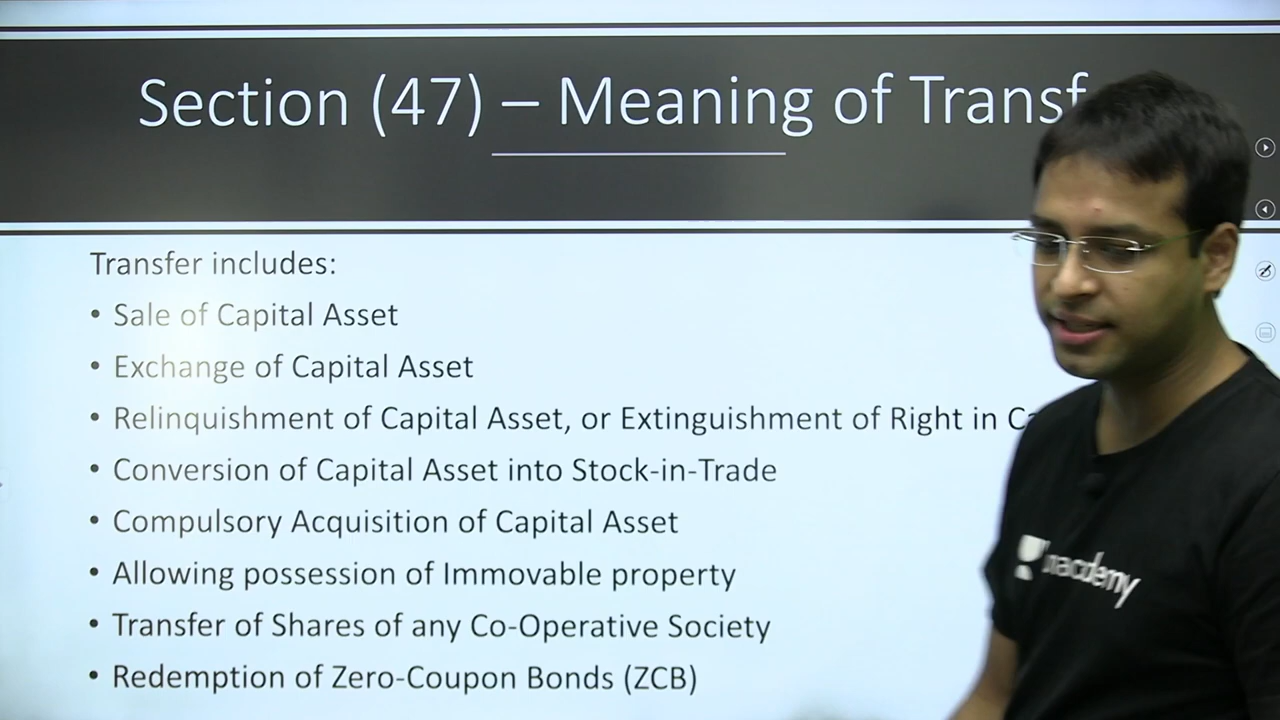 Section (47) – Meaning of Transf
Transfer includes:
• Sale of Capital Asset
• Exchange of Capital Asset
• Relinquishment of Capital Asset, or Extinguishment of Right in Ca
• Conversion of Capital Asset into Stock-in-Trade
• Compulsory Acquisition of Capital Asset
• Allowing possession of Immovable property
• Transfer of Shares of any Co-Operative Society
• Redemption of Zero-Coupon Bonds (ZCB)
unacademy